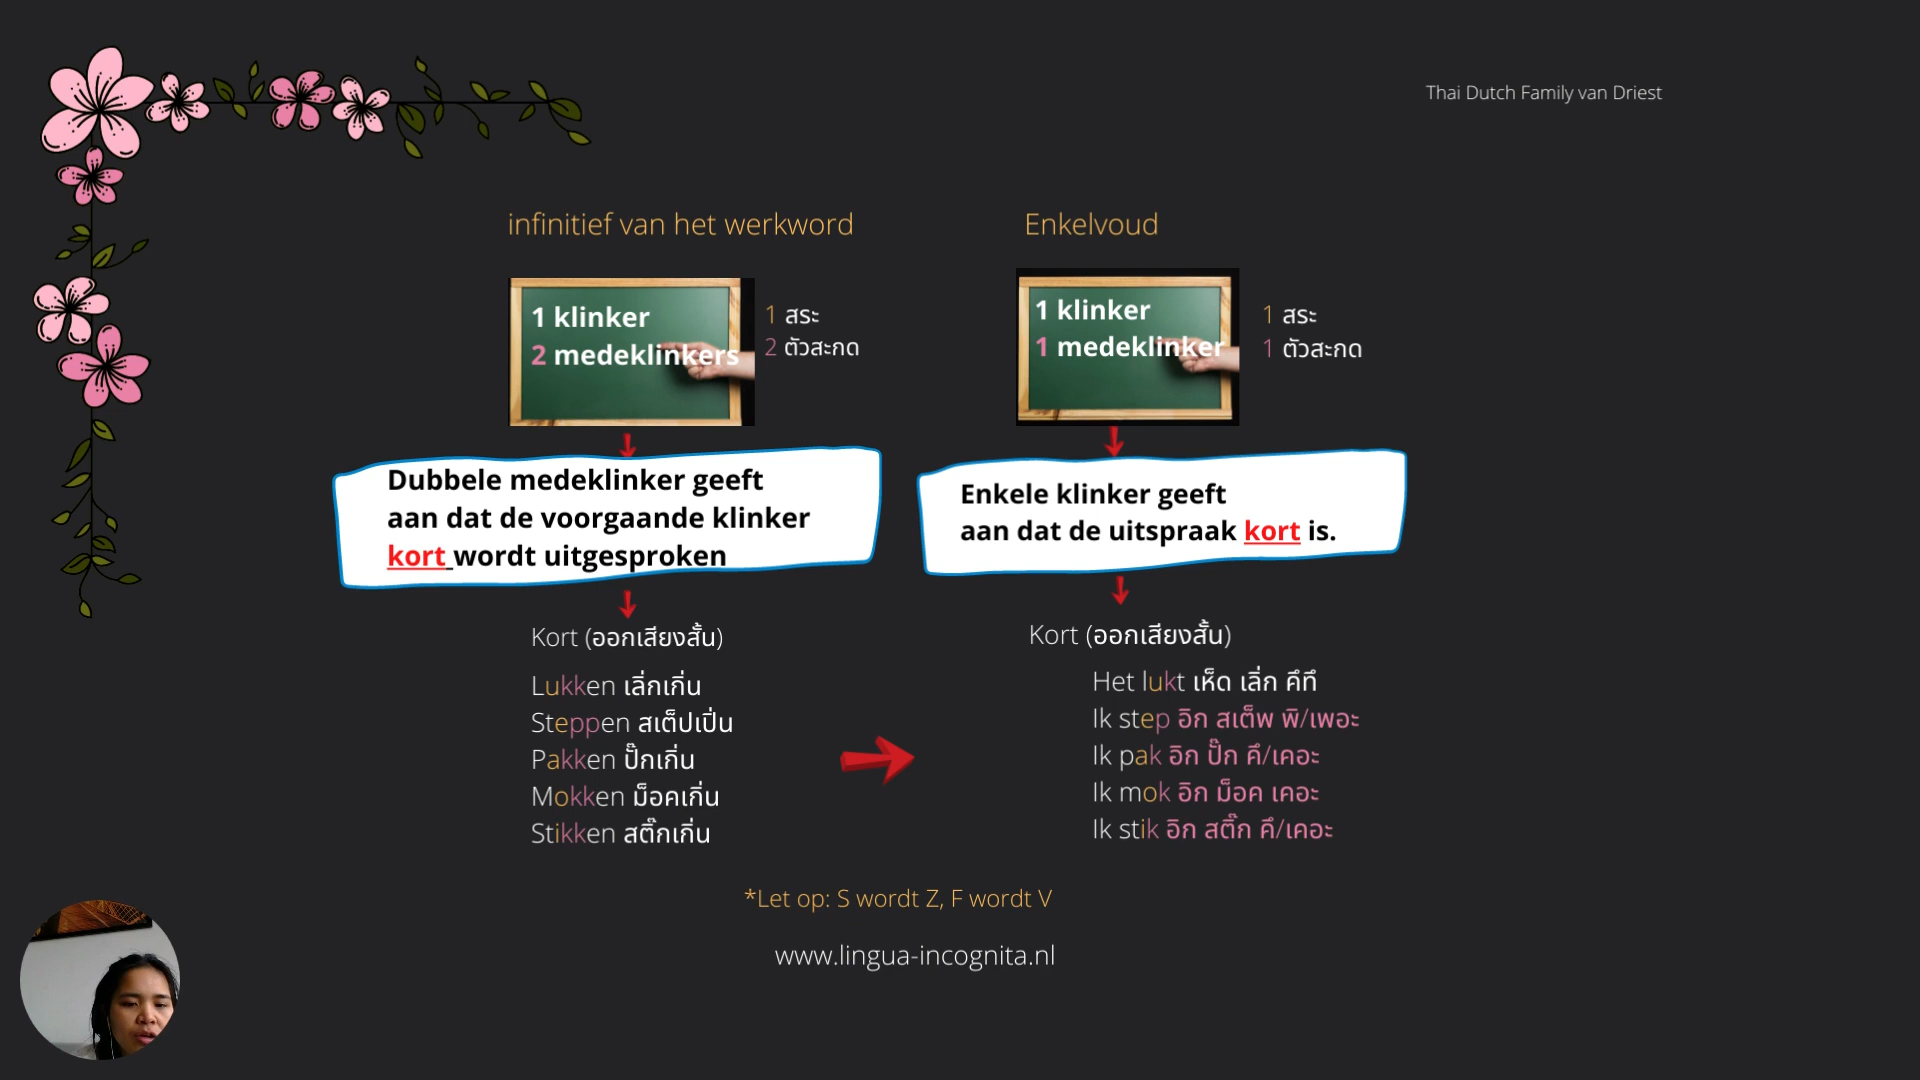 Thai Dutch Family van Driest
infinitief van het werkword
1 klinker
2 medeklinkers
1 สระ
2 ตัวสะกด
Dubbele medeklinker geeft
aan dat de voorgaande klinker
kort wordt uitgesproken
Kort (ออกเสียงสั้น)
Lukken เลิ่กเกิ่น
Steppen สเต็ปเปิ่น
Pakken ปั๊กเกิ่น
Mokken ม็อคเกิ่น
Stikken สติ๊กเกิ่น
Enkelvoud
1 klinker
1 medeklinker
1 สระ
1 ตัวสะกด
Enkele klinker geeft
aan dat de uitspraak kort is.
Kort (ออกเสียงสั้น)
Het lukt เห็ด เลิ่ก คึทึ
Ik step อิก สเต็พ พิ/เพอะ
Ik pak อิก ปั๊ก คึ/เคอะ
Ik mok อิก ม็อค เคอะ
Ik stik อิก สติ๊ก คึ/เคอะ
*Let op: S wordt Z, F wordt V
www.lingua-incognita.nl